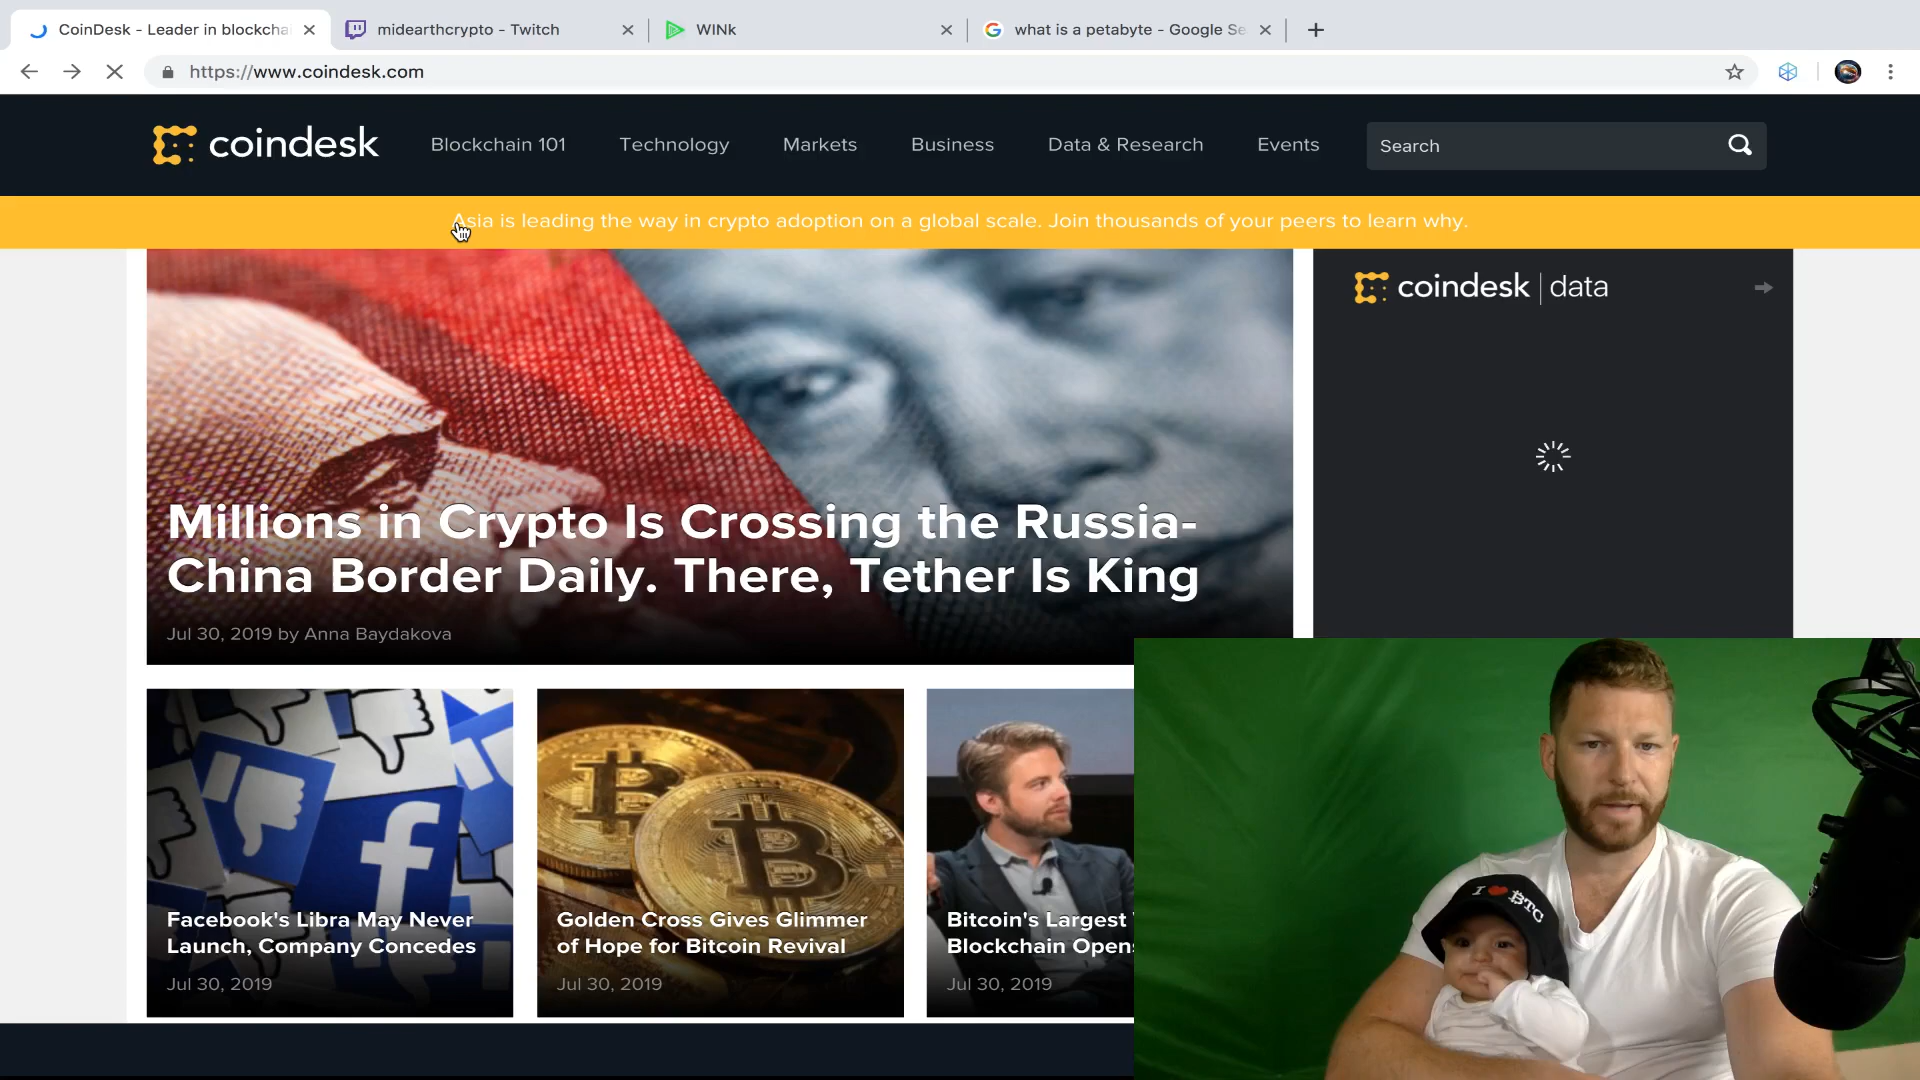 CoinDesk - Leader in blockcha
midearthcrypto - Twitch
WINk
what is a petabyte - Google Se
https://www.coindesk.com
coindesk
Blockchain 101
Technology
Markets
Business
Data & Research
Events
Search
Asia is leading the way in crypto adoption on a global scale. Join thousands of your peers to learn why.
coindesk | data
Millions in Crypto Is Crossing the Russia-
China Border Daily. There, Tether Is King
Jul 30, 2019 by Anna Baydakova
Facebook's Libra May Never
Launch, Company Concedes
Jul 30, 2019
Golden Cross Gives Glimmer
of Hope for Bitcoin Revival
Jul 30, 2019
Bitcoin's Largest
Blockchain Opens
Jul 30, 2019
I ❤ BTC